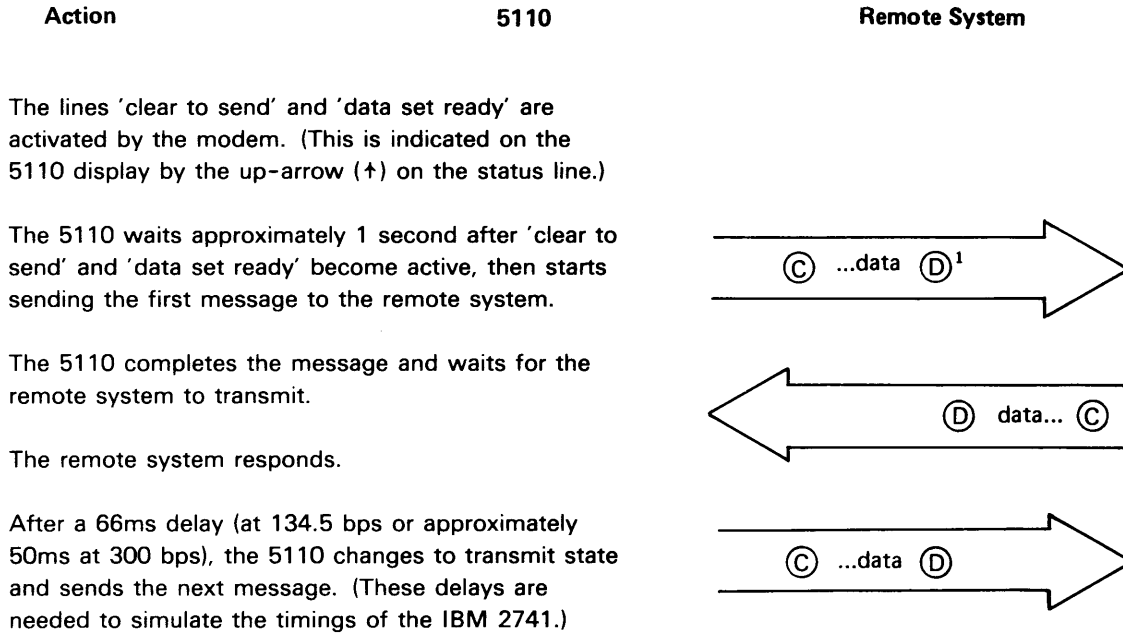 Action 5110 Remote System
The lines 'clear to send' and 'data set ready' are
activated by the modem. (This is indicated on the
5110 display by the up-arrow (↑) on the status line.)
The 5110 waits approximately 1 second after 'clear to
send' and 'data set ready' become active, then starts
sending the first message to the remote system.
Ⓒ ...data Ⓓ¹
The 5110 completes the message and waits for the
remote system to transmit.
Ⓓ data... Ⓒ
The remote system responds.
After a 66ms delay (at 134.5 bps or approximately
50ms at 300 bps), the 5110 changes to transmit state
and sends the next message. (These delays are
needed to simulate the timings of the IBM 2741.)
Ⓒ ...data Ⓓ